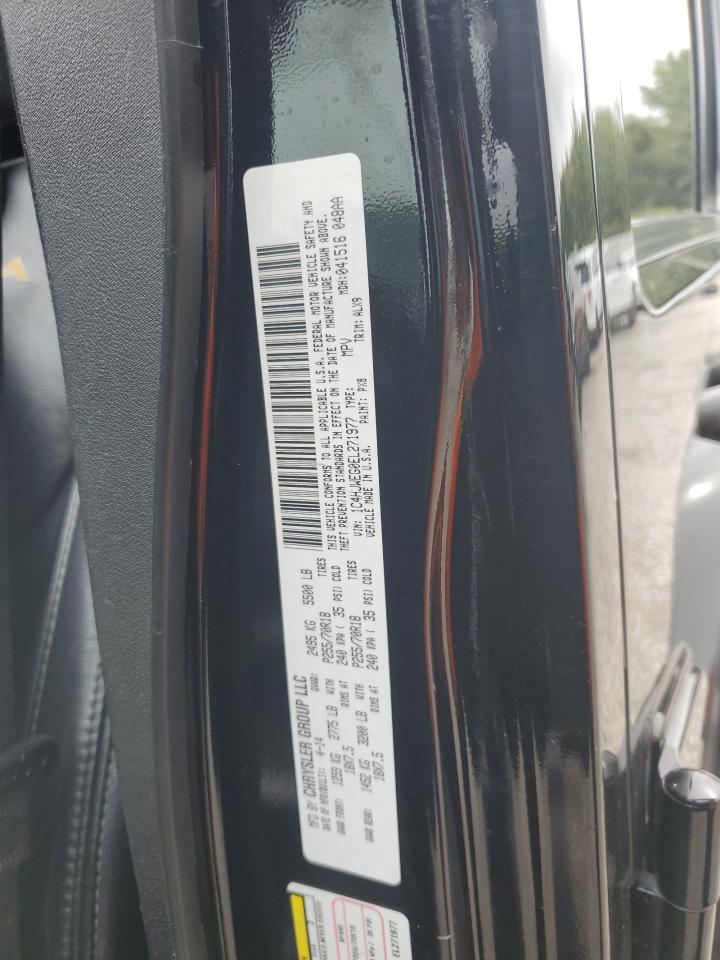 MFD BY CHRYSLER GROUP LLC
DATE OF MFR(BUILT): 4-14 GVWR: 2495 KG 5500 LB
GAWR FRONT: 1259 KG 2775 LB WITH P255/70R18 TIRES
18X7.5 RIMS AT 240 KPA ( 35 PSI) COLD
GAWR REAR: 1452 KG 3200 LB WITH P255/70R18 TIRES
18X7.5 RIMS AT 240 KPA ( 35 PSI) COLD
THIS VEHICLE CONFORMS TO ALL APPLICABLE U.S.A. FEDERAL MOTOR VEHICLE SAFETY AND
THEFT PREVENTION STANDARDS IN EFFECT ON THE DATE OF MANUFACTURE SHOWN ABOVE.
VIN: 1C4HJWEG0EL271977 TYPE: MPV MDH:041516 048AA
VEHICLE MADE IN U.S.A. PAINT: PX8 TRIM: ALX9
EL271977